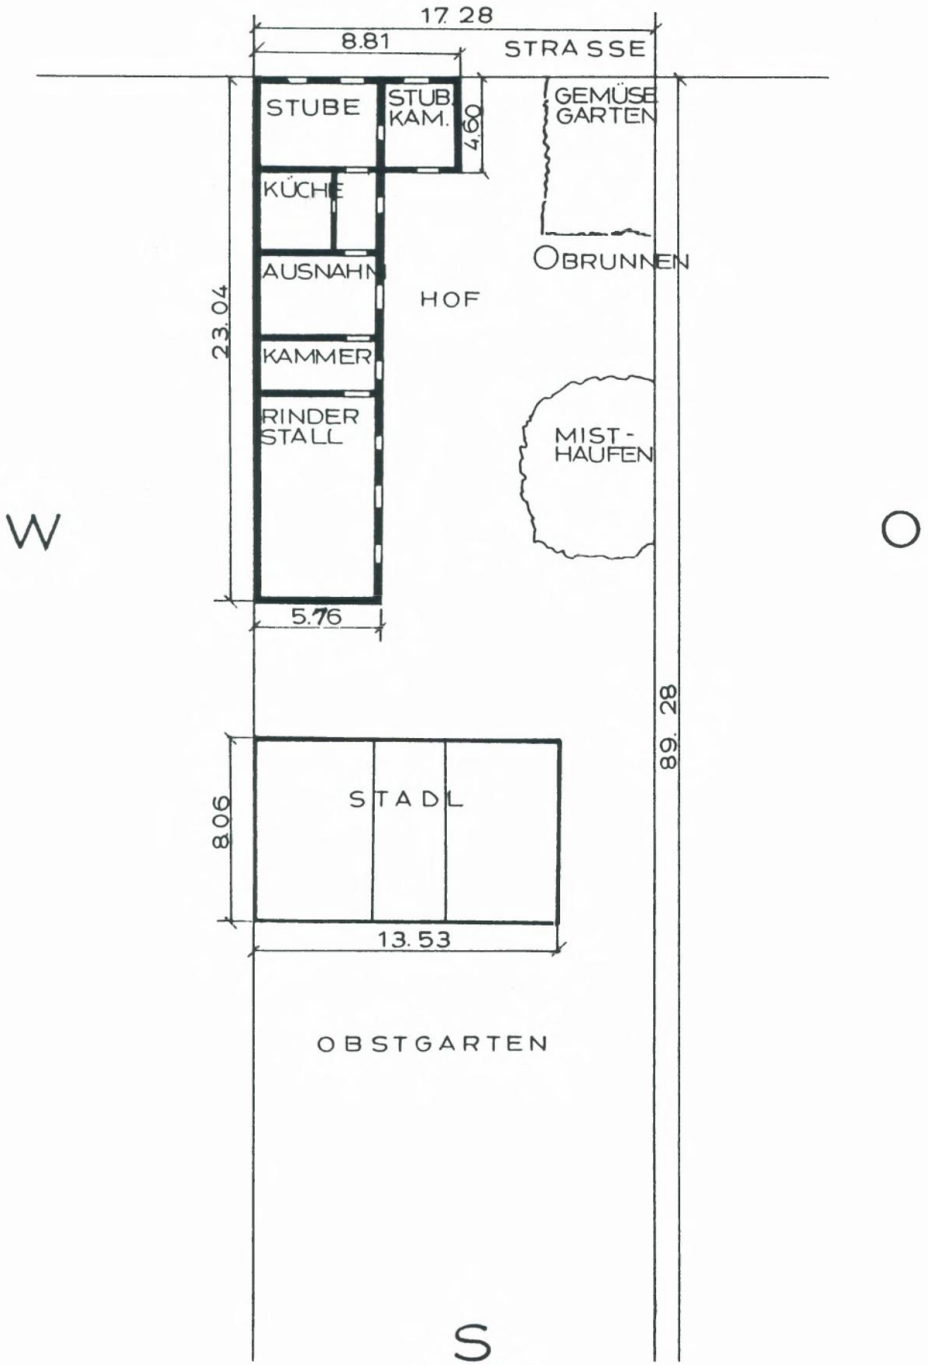 17.28
8.81
STRASSE
STUBE
STUB.
KAM.
4.60
GEMÜSE
GARTEN
KÜCHE
BRUNNEN
AUSNAHM
HOF
23.04
KAMMER
RINDER
STALL
MIST-
HAUFEN
W
O
5.76
89.28
STADL
8.06
13.53
OBSTGARTEN
S